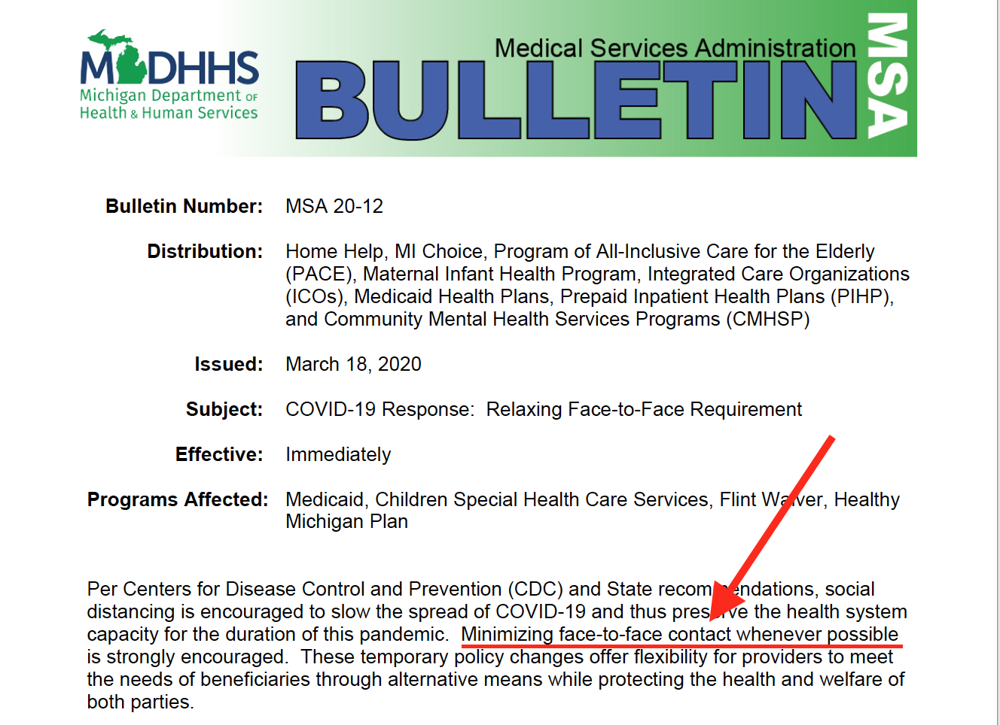 MDHHS
Michigan Department OF
Health & Human Services
Medical Services Administration
BULLETIN
MSA
Bulletin Number: MSA 20-12
Distribution: Home Help, MI Choice, Program of All-Inclusive Care for the Elderly
(PACE), Maternal Infant Health Program, Integrated Care Organizations
(ICOs), Medicaid Health Plans, Prepaid Inpatient Health Plans (PIHP),
and Community Mental Health Services Programs (CMHSP)
Issued: March 18, 2020
Subject: COVID-19 Response:  Relaxing Face-to-Face Requirement
Effective: Immediately
Programs Affected: Medicaid, Children Special Health Care Services, Flint Waiver, Healthy
Michigan Plan
Per Centers for Disease Control and Prevention (CDC) and State recommendations, social
distancing is encouraged to slow the spread of COVID-19 and thus preserve the health system
capacity for the duration of this pandemic.  Minimizing face-to-face contact whenever possible
is strongly encouraged.  These temporary policy changes offer flexibility for providers to meet
the needs of beneficiaries through alternative means while protecting the health and welfare of
both parties.